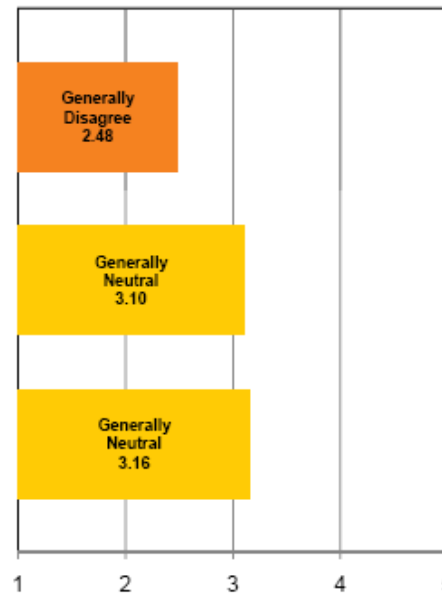 Generally
Disagree
2.48
Generally
Neutral
3.10
Generally
Neutral
3.16
1 2 3 4